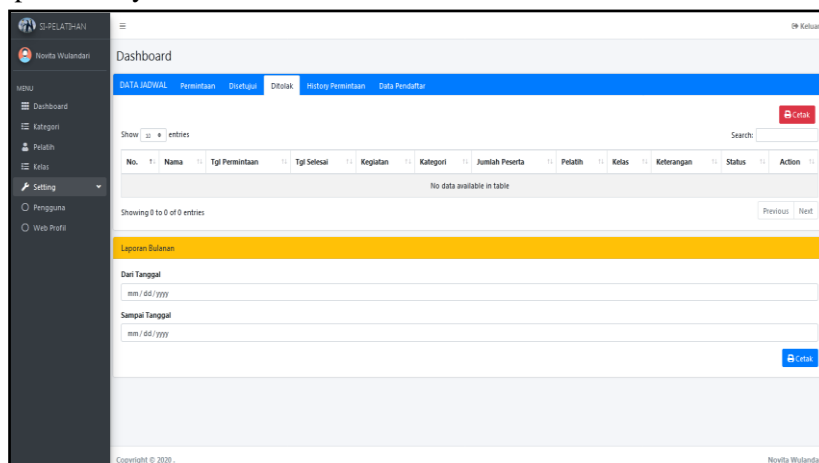 SI-PELATIHAN
Keluar
Novita Wulandari
Dashboard
MENU
Dashboard
Kategori
Pelatih
Kelas
Setting
Pengguna
Web Profil
DATA JADWAL Permintaan Disetujui Ditolak History Permintaan Data Pendaftar
Cetak
Show 10 entries Search:
No. Nama Tgl Permintaan Tgl Selesai Kegiatan Kategori Jumlah Peserta Pelatih Kelas Keterangan Status Action
No data available in table
Showing 0 to 0 of 0 entries Previous Next
Laporan Bulanan
Dari Tanggal
mm/dd/yyyy
Sampai Tanggal
mm/dd/yyyy
Cetak
Copyright © 2020 . Novita Wulanda